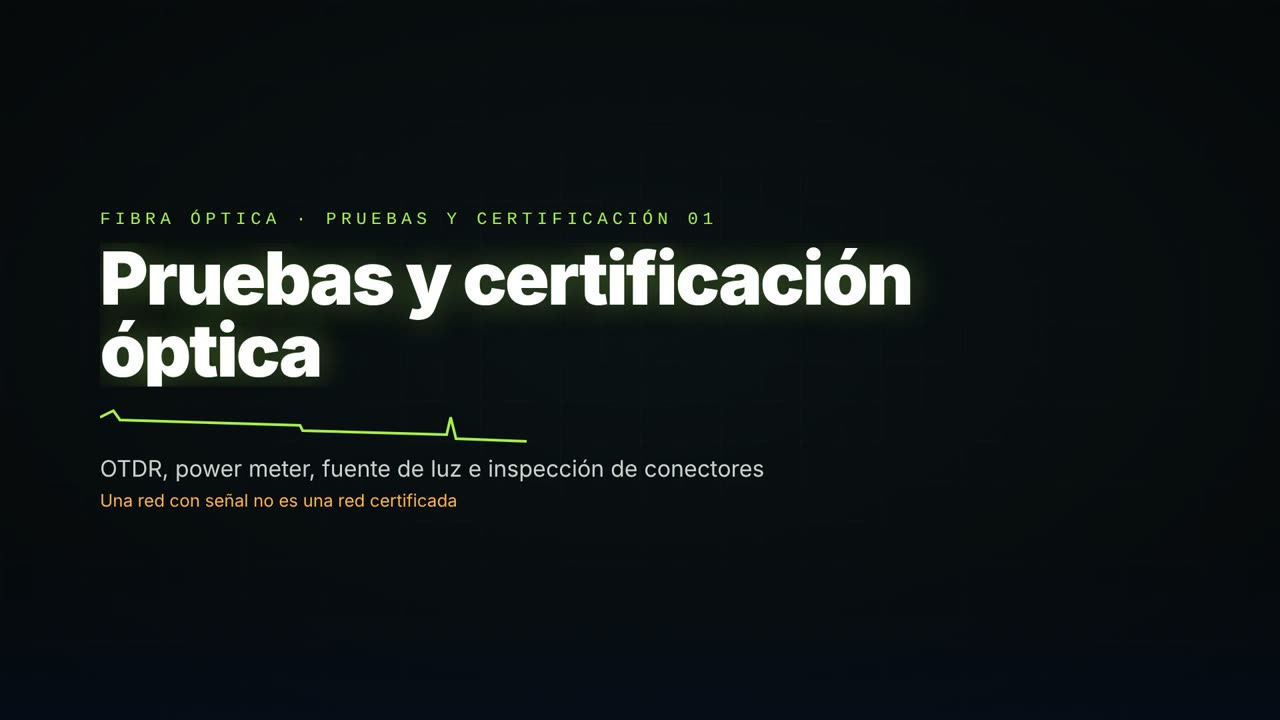 FIBRA ÓPTICA · PRUEBAS Y CERTIFICACIÓN 01
Pruebas y certificación
óptica
OTDR, power meter, fuente de luz e inspección de conectores
Una red con señal no es una red certificada